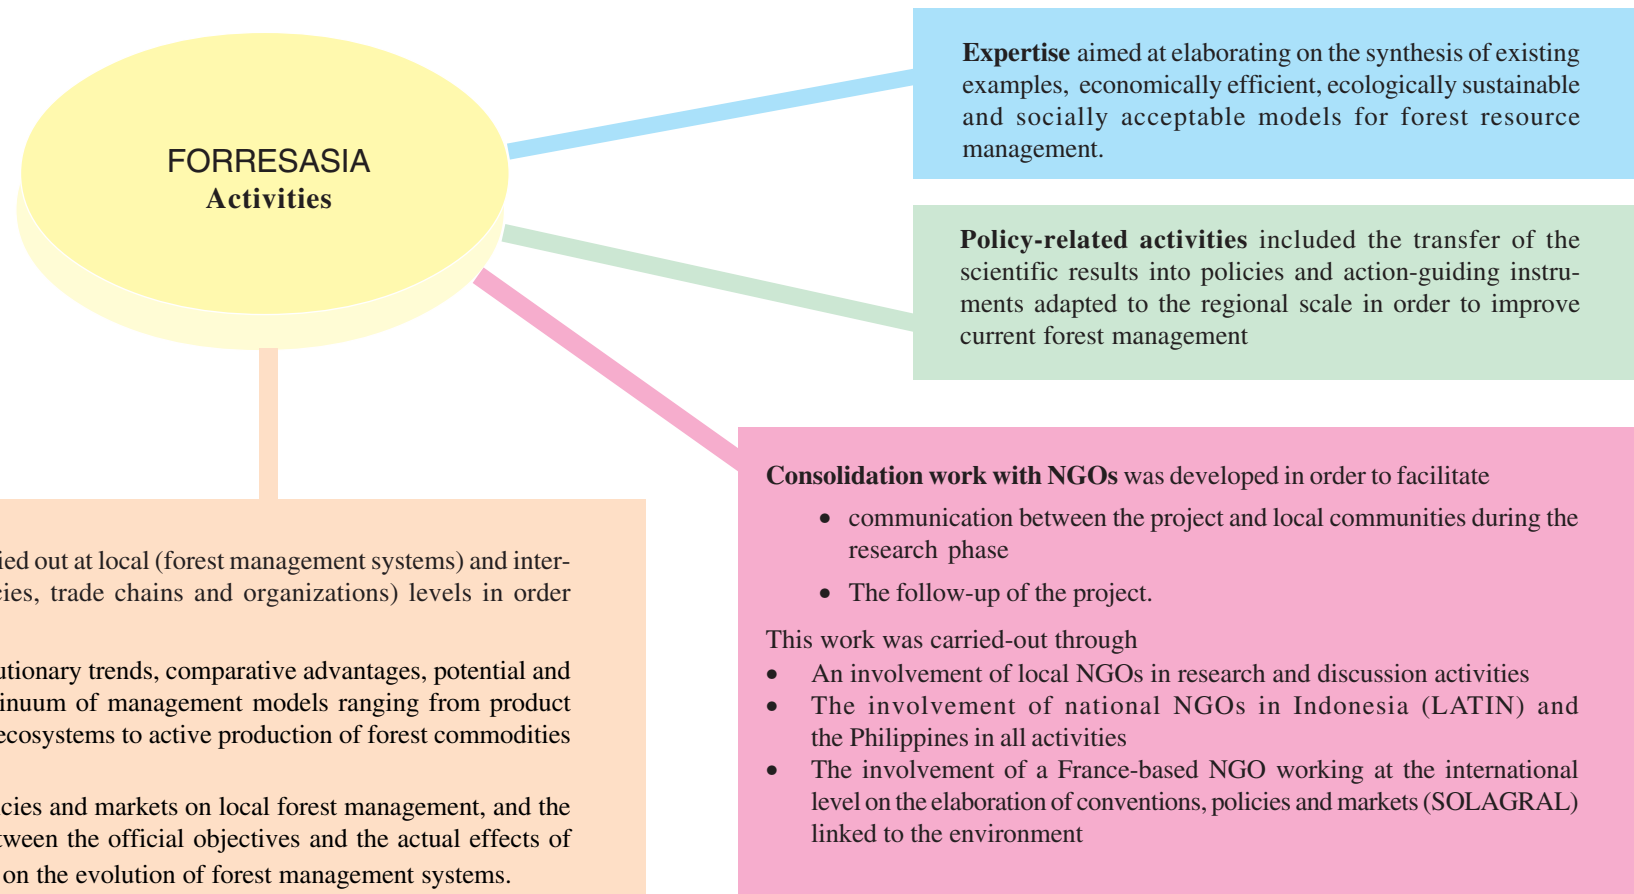 FORRESASIA
Activities
Expertise aimed at elaborating on the synthesis of existing
examples, economically efficient, ecologically sustainable
and socially acceptable models for forest resource
management.
Policy-related activities included the transfer of the
scientific results into policies and action-guiding instru-
ments adapted to the regional scale in order to improve
current forest management
Consolidation work with NGOs was developed in order to facilitate
• communication between the project and local communities during the
research phase
• The follow-up of the project.
This work was carried-out through
• An involvement of local NGOs in research and discussion activities
• The involvement of national NGOs in Indonesia (LATIN) and
the Philippines in all activities
• The involvement of a France-based NGO working at the international
level on the elaboration of conventions, policies and markets (SOLAGRAL)
linked to the environment
ied out at local (forest management systems) and inter-
cies, trade chains and organizations) levels in order
utionary trends, comparative advantages, potential and
inuum of management models ranging from product
ecosystems to active production of forest commodities
cies and markets on local forest management, and the
tween the official objectives and the actual effects of
on the evolution of forest management systems.